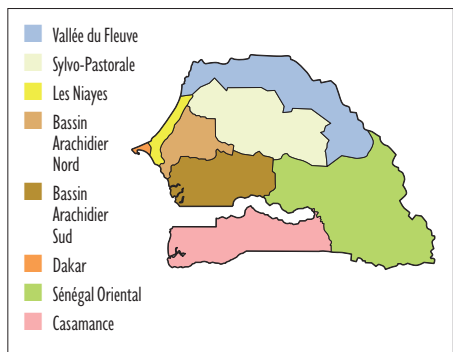 Vallée du Fleuve
Sylvo-Pastorale
Les Niayes
Bassin
Arachidier
Nord
Bassin
Arachidier
Sud
Dakar
Sénégal Oriental
Casamance